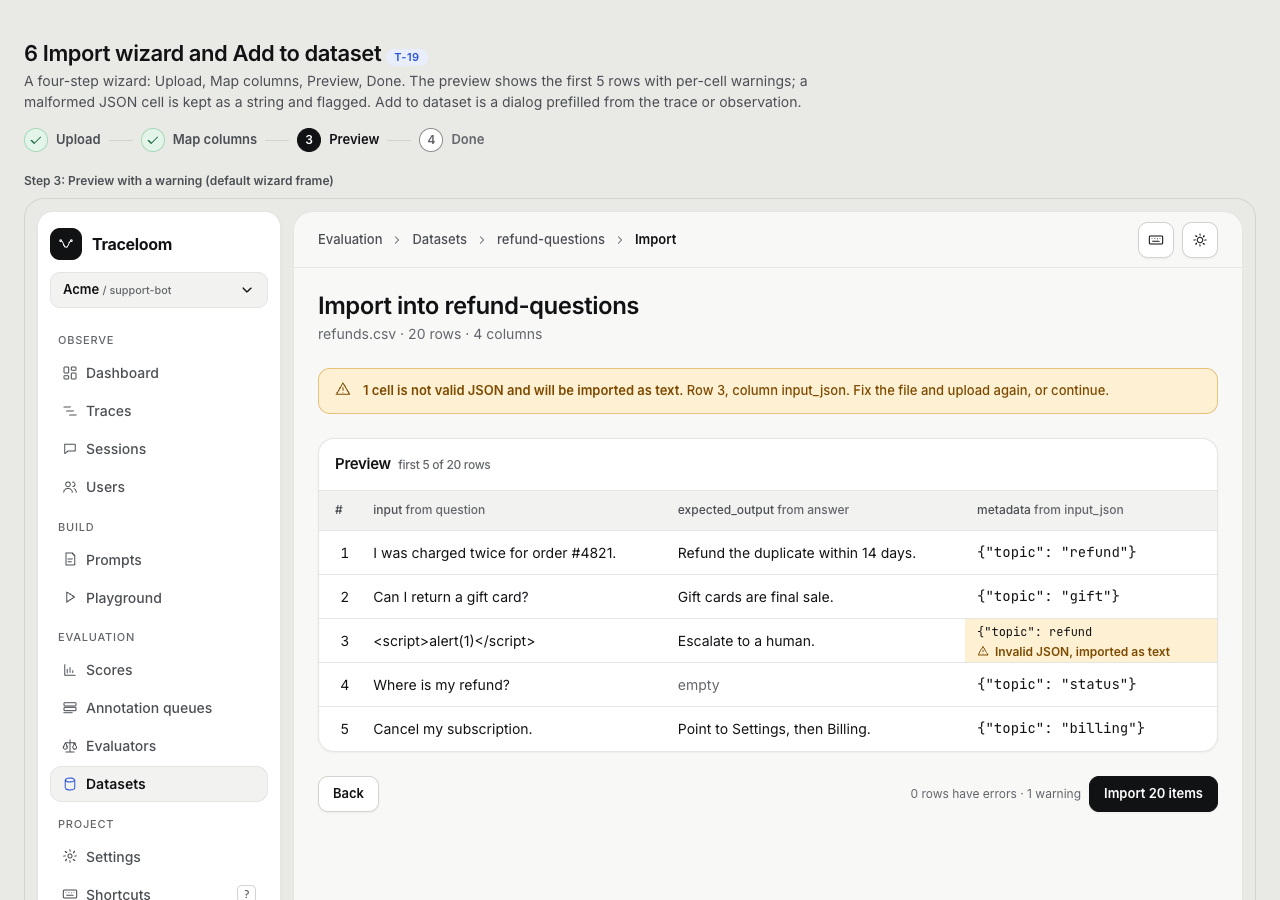 6 Import wizard and Add to dataset T-19
A four-step wizard: Upload, Map columns, Preview, Done. The preview shows the first 5 rows with per-cell warnings; a
malformed JSON cell is kept as a string and flagged. Add to dataset is a dialog prefilled from the trace or observation.
Upload Map columns 3 Preview 4 Done
Step 3: Preview with a warning (default wizard frame)
Traceloom
Acme / support-bot
OBSERVE
Dashboard
Traces
Sessions
Users
BUILD
Prompts
Playground
EVALUATION
Scores
Annotation queues
Evaluators
Datasets
PROJECT
Settings
Shortcuts ?
Evaluation Datasets refund-questions Import
Import into refund-questions
refunds.csv · 20 rows · 4 columns
1 cell is not valid JSON and will be imported as text. Row 3, column input_json. Fix the file and upload again, or continue.
Preview first 5 of 20 rows
# input from question expected_output from answer metadata from input_json
1 I was charged twice for order #4821. Refund the duplicate within 14 days. {"topic": "refund"}
2 Can I return a gift card? Gift cards are final sale. {"topic": "gift"}
3 <script>alert(1)</script> Escalate to a human. {"topic": refund
Invalid JSON, imported as text
4 Where is my refund? empty {"topic": "status"}
5 Cancel my subscription. Point to Settings, then Billing. {"topic": "billing"}
Back 0 rows have errors · 1 warning Import 20 items